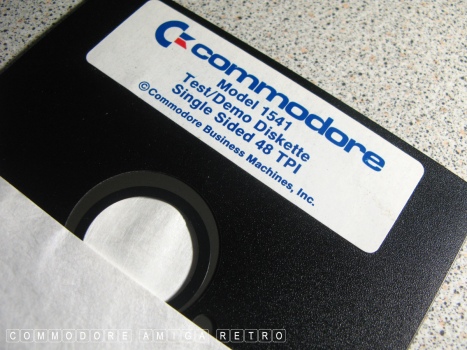 commodore
Model 1541
Test/Demo Diskette
Single Sided 48 TPI
©Commodore Business Machines, Inc.
COMMODORE AMIGA RETRO